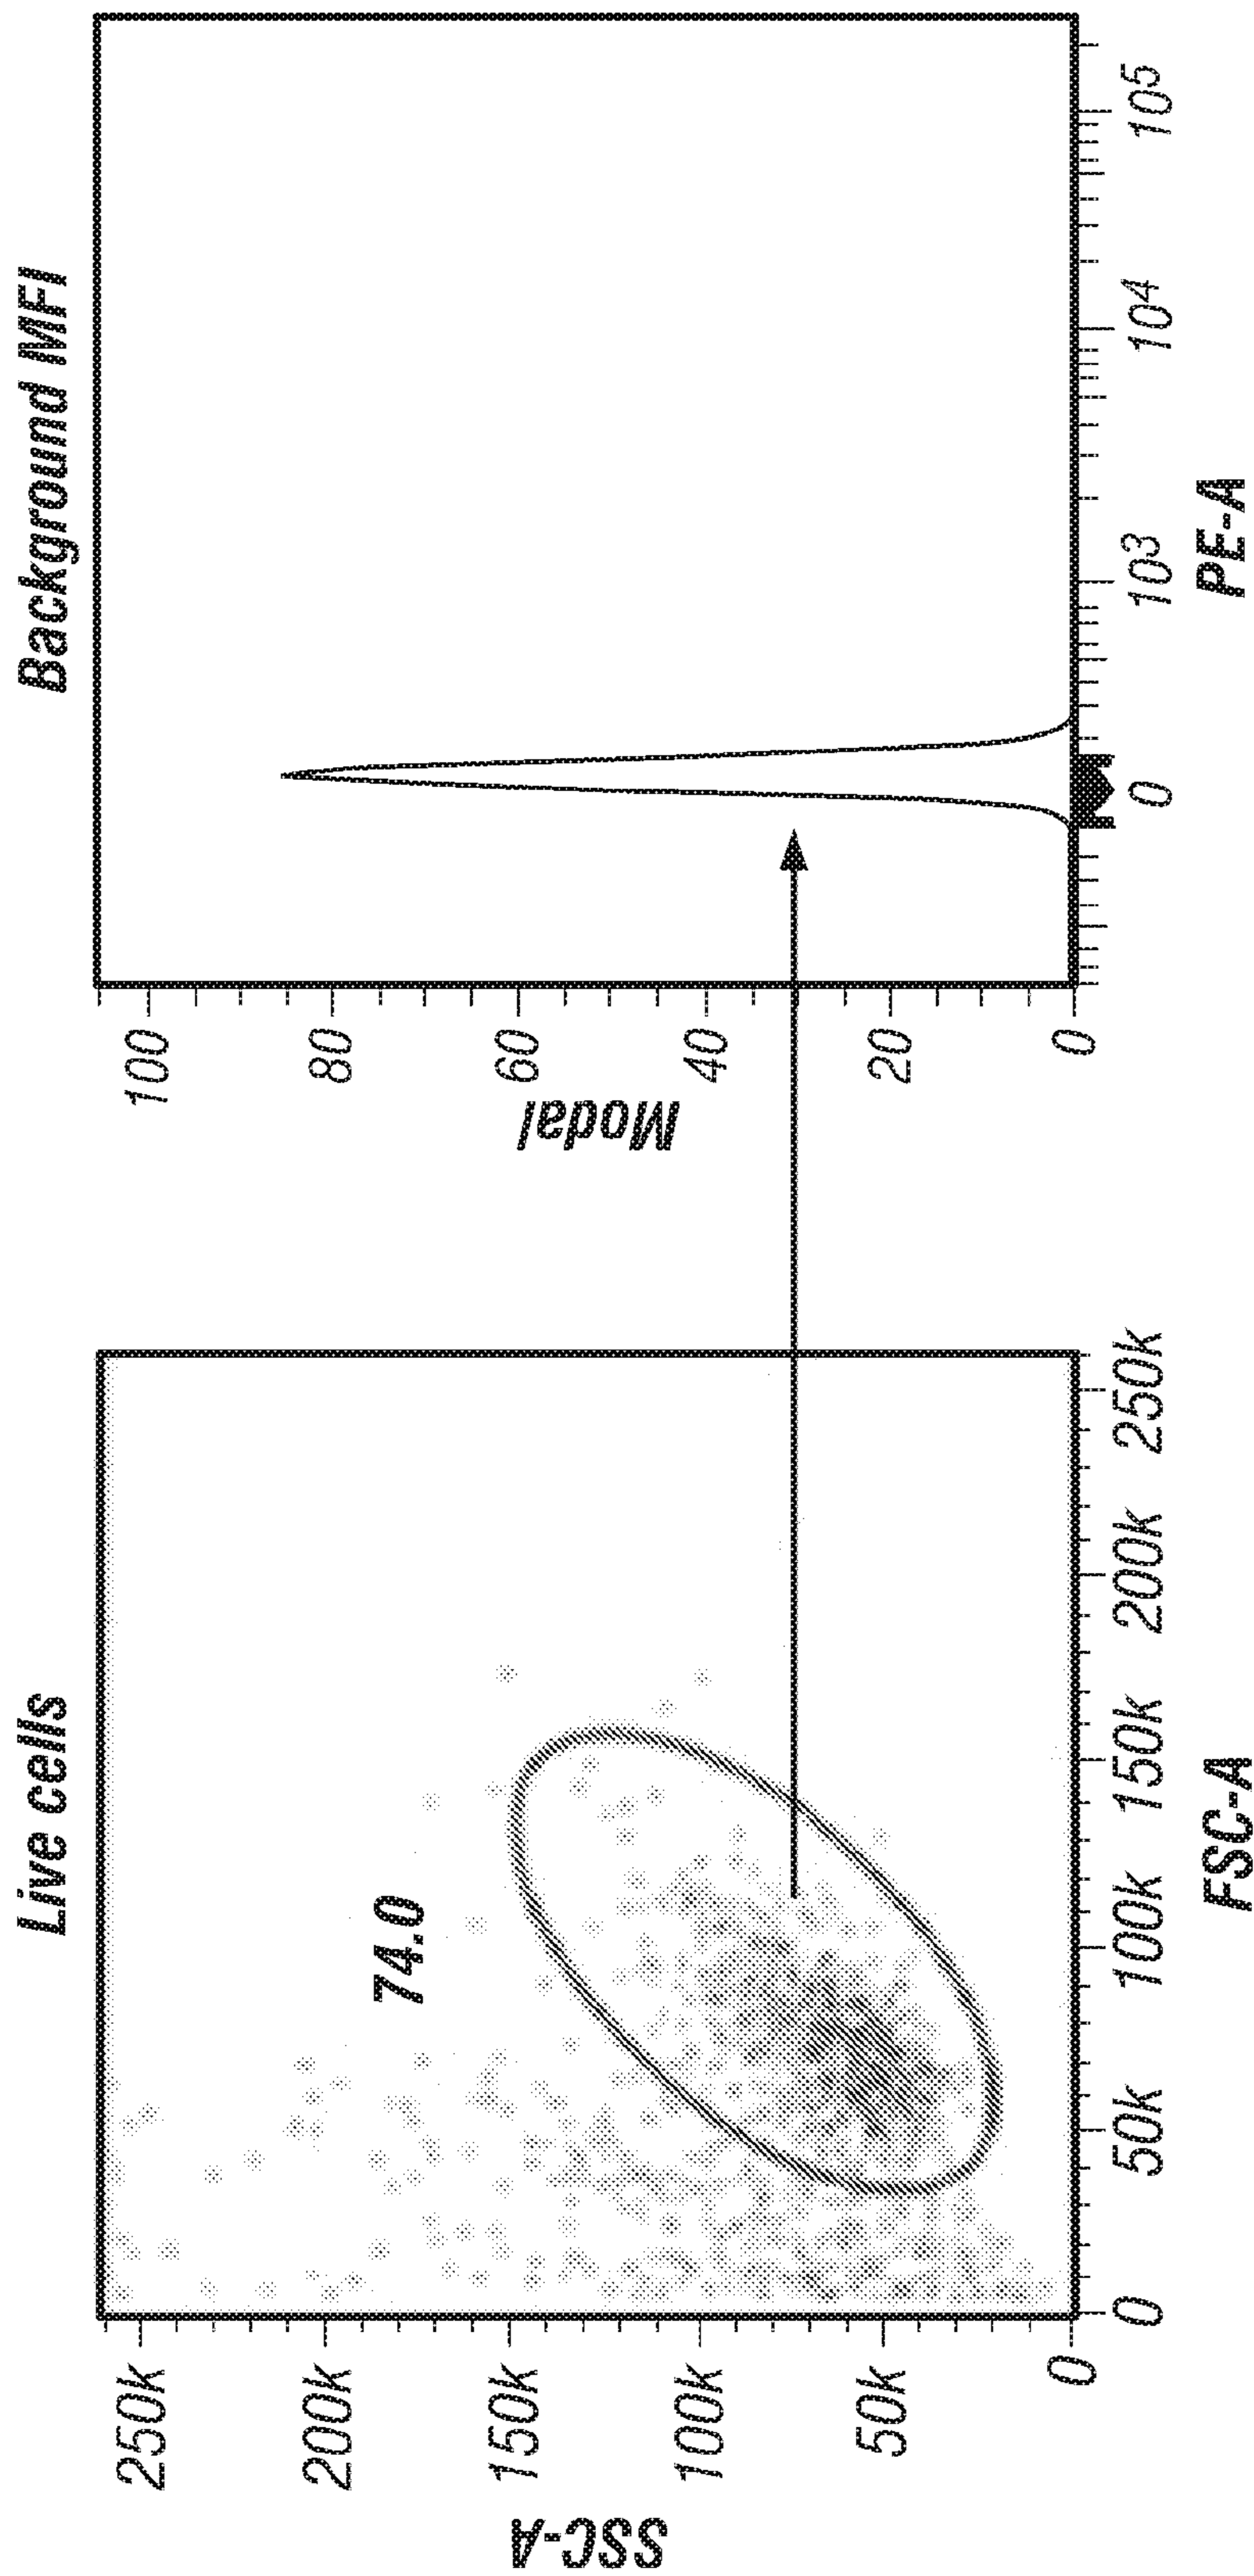 Live cells
SSC-A
250k
200k
150k
100k
50k
0
74.0
0
50k
100k
150k
200k
250k
FSC-A
Background MFI
Modal
100
80
60
40
20
0
0
10³
10⁴
10⁵
PE-A